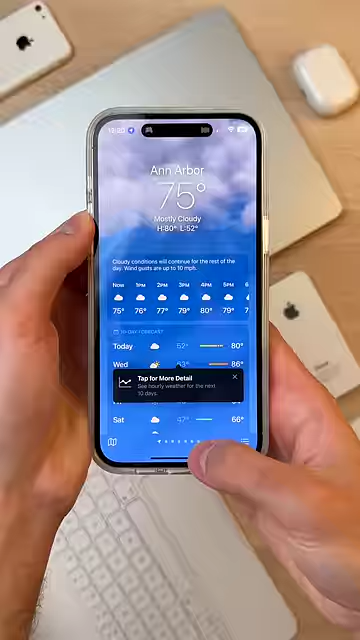 Ann Arbor
75°
Mostly Cloudy
H:80° L:52°
Cloudy conditions will continue for the rest of the day. Wind gusts are up to 10 mph.
Now 1PM 2PM 3PM 4PM 5PM
75° 76° 77° 79° 80° 79°
10-DAY FORECAST
Today 52° 80°
Wed 53° 86°
Tap for More Detail
See hourly weather for the next
10 days.
Sat 47° 66°